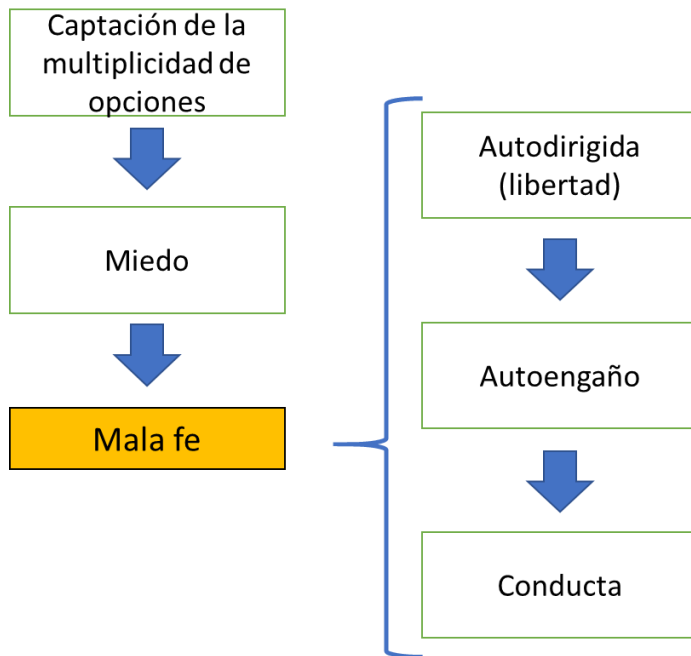 Captación de la
multiplicidad de
opciones
Miedo
Mala fe
Autodirigida
(libertad)
Autoengaño
Conducta